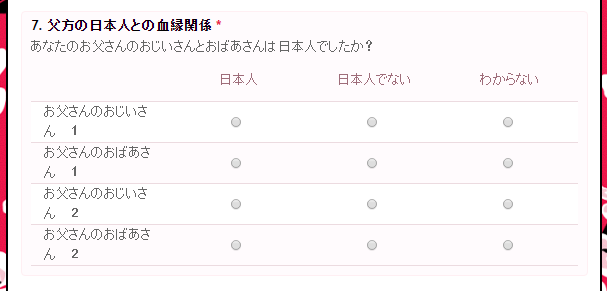 7. 父方の日本人との血縁関係 *
あなたのお父さんのおじいさんとおばあさんは 日本人でしたか？
日本人 日本人でない わからない
お父さんのおじいさ
ん 1
お父さんのおばあさ
ん 1
お父さんのおじいさ
ん 2
お父さんのおばあさ
ん 2